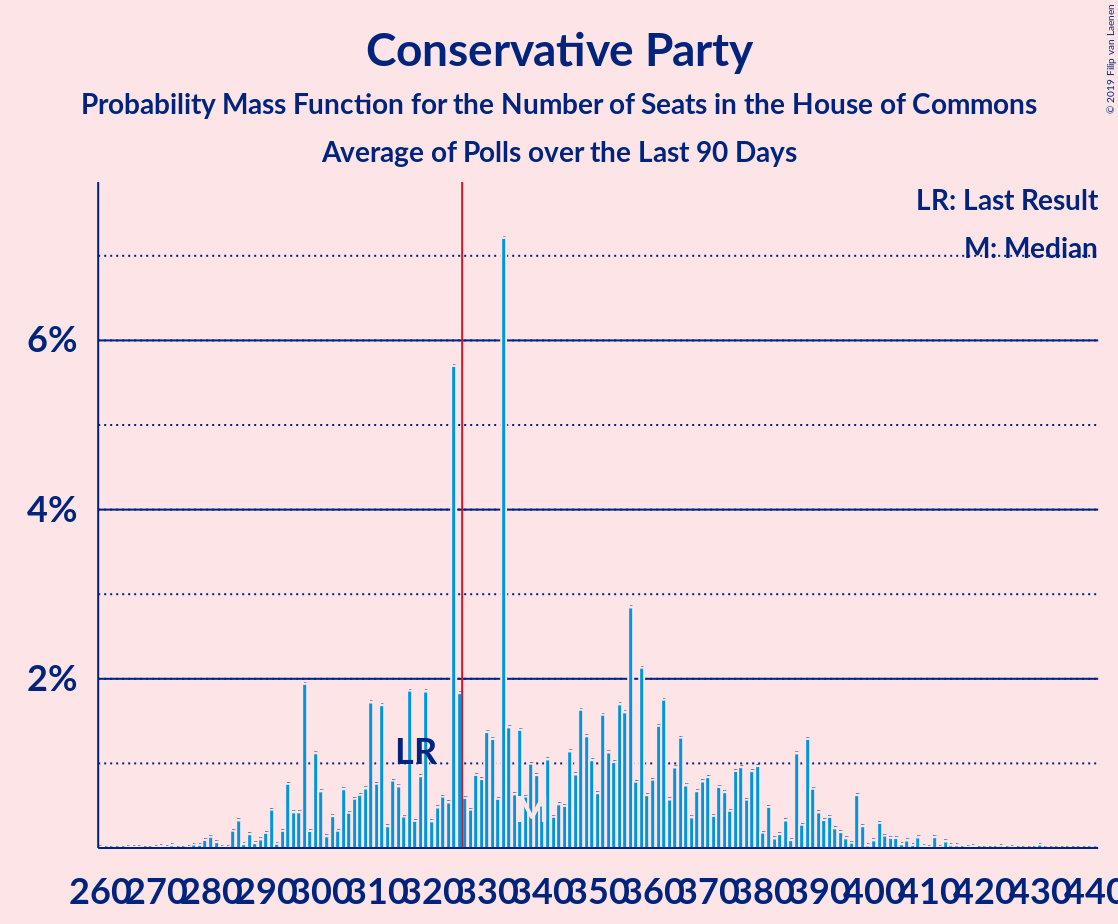 Conservative Party
Probability Mass Function for the Number of Seats in the House of Commons
Average of Polls over the Last 90 Days
© 2019 Filip van Laenen
LR: Last Result
M: Median
6%
4%
2%
LR
M
260 270 280 290 300 310 320 330 340 350 360 370 380 390 400 410 420 430 440